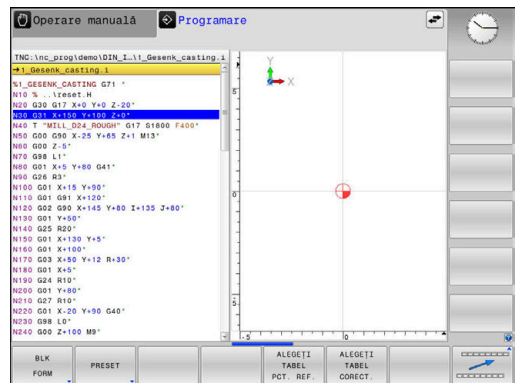 Operare manuală
Programare
TNC:\nc_prog\demo\DIN_I…\1_Gesenk_casting.i
→1_Gesenk_casting.i
%1_GESENK_CASTING G71 *
N10 % ..\reset.H
N20 G30 G17 X+0 Y+0 Z-20*
N30 G31 X+150 Y+100 Z+0*
N40 T "MILL_D24_ROUGH" G17 S1800 F400*
N50 G00 G90 X-25 Y+65 Z+1 M13*
N60 G00 Z-5*
N70 G98 L1*
N80 G01 X+5 Y+80 G41*
N90 G26 R3*
N100 G01 X+15 Y+90*
N110 G01 G91 X+120*
N120 G02 G90 X+145 Y+80 I+135 J+80*
N130 G01 Y+50*
N140 G25 R20*
N150 G01 X+130 Y+5*
N160 G01 X+100*
N170 G03 X+50 Y+12 R+30*
N180 G01 X+5*
N190 G24 R10*
N200 G01 Y+80*
N210 G27 R10*
N220 G01 X-20 Y+90 G40*
N230 G98 L0*
N240 G00 Z+100 M9*
Y
X
5
0
5
-5
0
BLK
FORM
PRESET
ALEGEȚI
TABEL
PCT. REF.
ALEGEȚI
TABEL
CORECT.